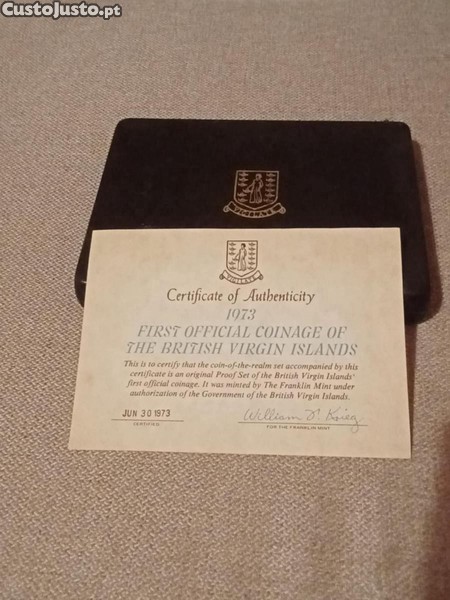 CustoJusto.pt
VIGILATE
VIGILATE
Certificate of Authenticity
1973
FIRST OFFICIAL COINAGE OF
THE BRITISH VIRGIN ISLANDS
This is to certify that the coin-of-the-realm set accompanied by this
certificate is an original Proof Set of the British Virgin Islands'
first official coinage. It was minted by The Franklin Mint under
authorization of the Government of the British Virgin Islands.
JUN 30 1973
William D. Krieg
CERTIFIED
FOR THE FRANKLIN MINT